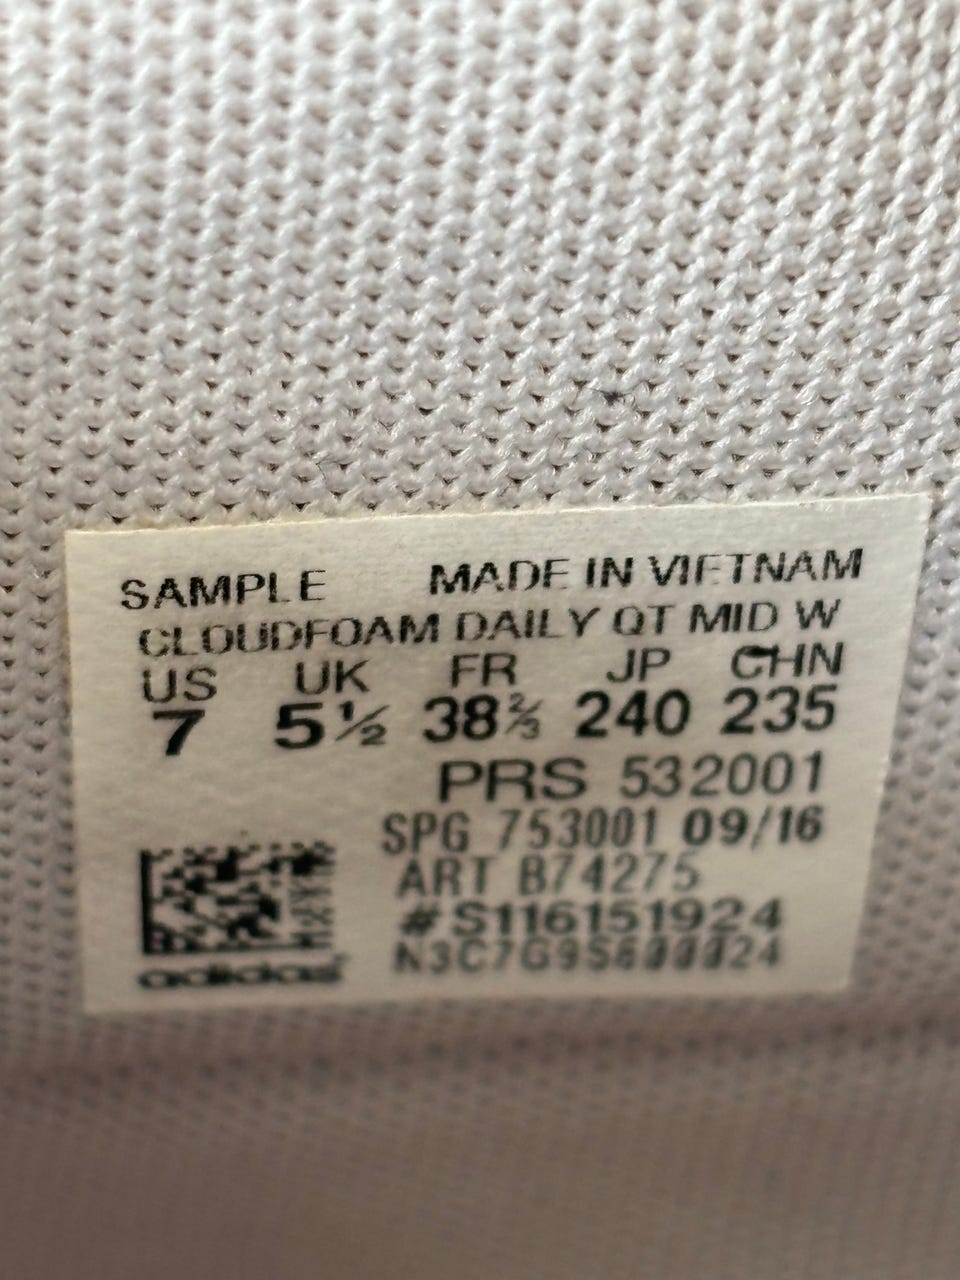 SAMPLE MADE IN VIETNAM
CLOUDFOAM DAILY QT MID W
US UK FR JP CHN
7 5½ 38⅔ 240 235
PRS 532001
SPG 753001 09/16
ART B74275
#S116151924
adidas